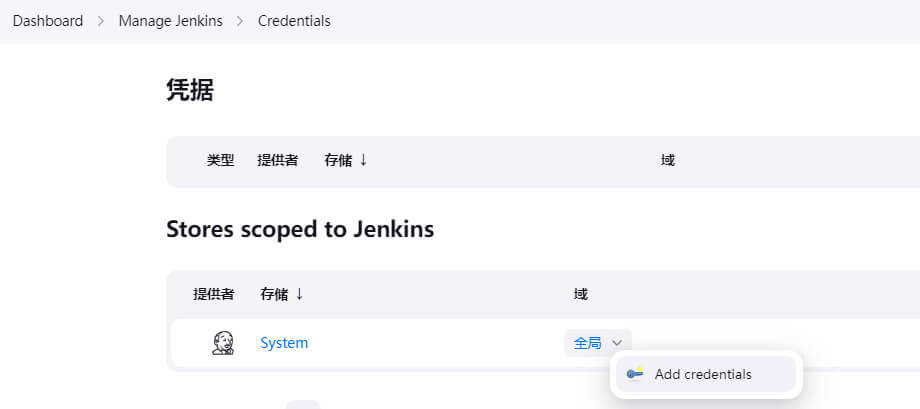 Dashboard > Manage Jenkins > Credentials
凭据
类型 提供者 存储 ↓ 域
Stores scoped to Jenkins
提供者 存储 ↓ 域
System 全局
Add credentials